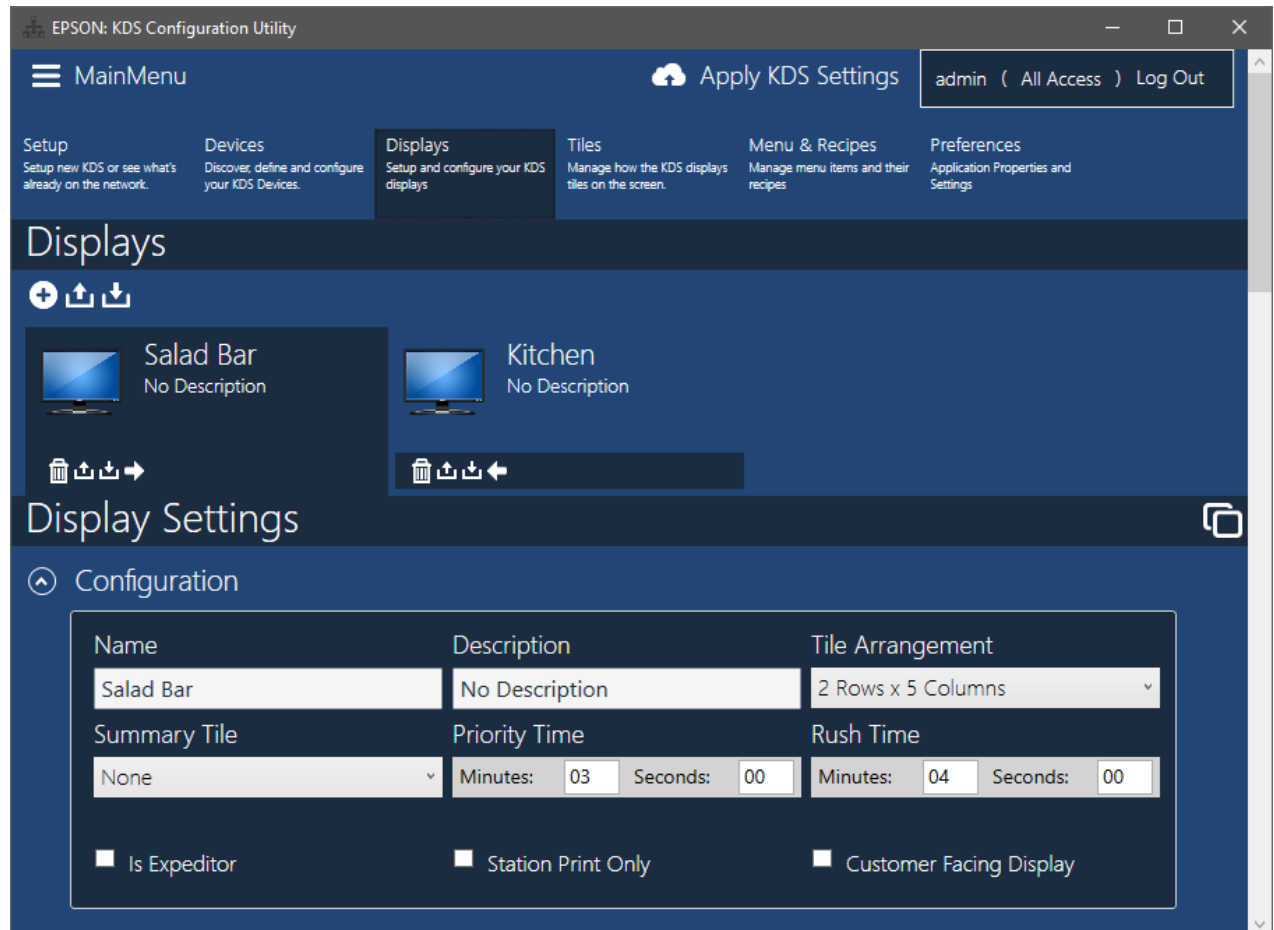 EPSON: KDS Configuration Utility
MainMenu
Apply KDS Settings
admin ( All Access ) Log Out
Setup
Setup new KDS or see what's
already on the network.
Devices
Discover, define and configure
your KDS Devices.
Displays
Setup and configure your KDS
displays
Tiles
Manage how the KDS displays
tiles on the screen.
Menu & Recipes
Manage menu items and their
recipes
Preferences
Application Properties and
Settings
Displays
Salad Bar
No Description
Kitchen
No Description
Display Settings
Configuration
Name
Description
Tile Arrangement
Salad Bar
No Description
2 Rows x 5 Columns
Summary Tile
Priority Time
Rush Time
None
Minutes: 03 Seconds: 00
Minutes: 04 Seconds: 00
Is Expeditor
Station Print Only
Customer Facing Display